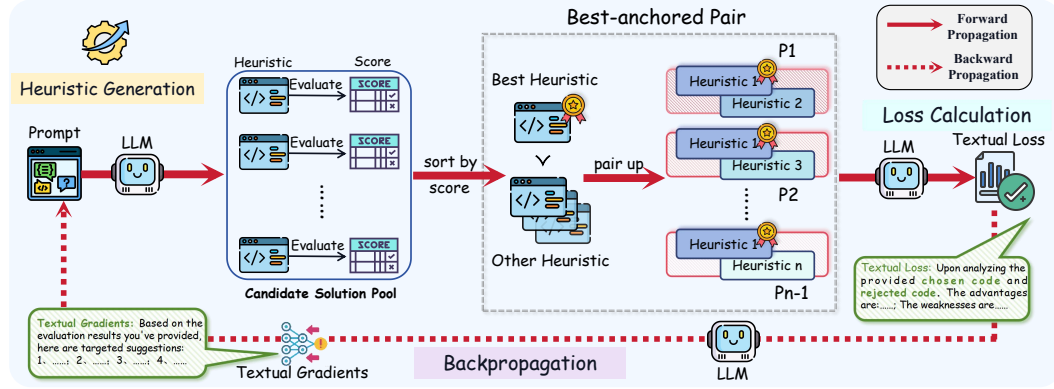 Best-anchored Pair
Forward
Propagation
Backward
Propagation
Heuristic Generation
Heuristic
Score
Evaluate
SCORE
Evaluate
SCORE
Evaluate
SCORE
Candidate Solution Pool
Prompt
LLM
sort by
score
Best Heuristic
Other Heuristic
pair up
P1
Heuristic 1
Heuristic 2
Heuristic 1
Heuristic 3
P2
Heuristic 1
Heuristic n
Pn-1
Loss Calculation
LLM
Textual Loss
Textual Loss: Upon analyzing the
provided chosen code and
rejected code. The advantages
are:......; The weaknesses are......
LLM
Backpropagation
Textual Gradients
Textual Gradients: Based on the
evaluation results you've provided,
here are targeted suggestions:
1、......; 2、......; 3、......; 4、......